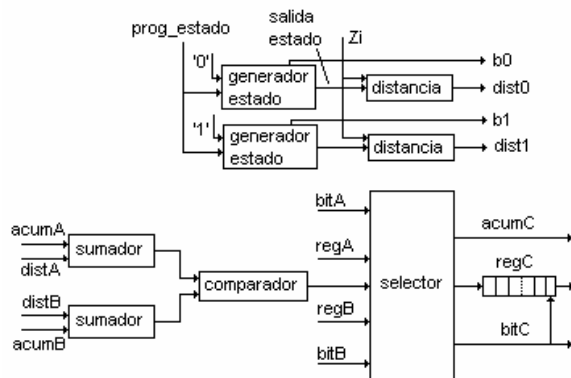 prog_estado
salida
estado
Zi
'0'
generador
estado
distancia
b0
dist0
'1'
generador
estado
distancia
b1
dist1
acumA
distA
sumador
distB
acumB
sumador
comparador
bitA
regA
regB
bitB
selector
acumC
regC
bitC